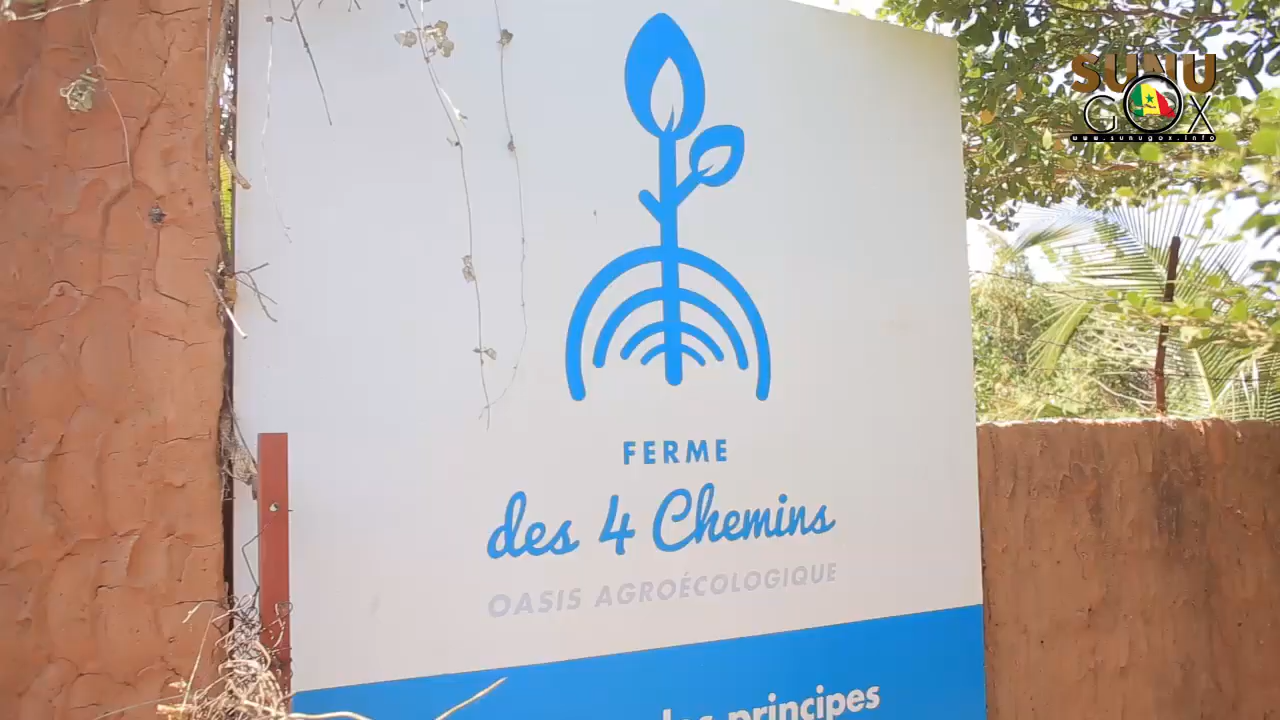 SUNU
GOX
www.sunugox.info
FERME
des 4 Chemins
OASIS AGROÉCOLOGIQUE
principes